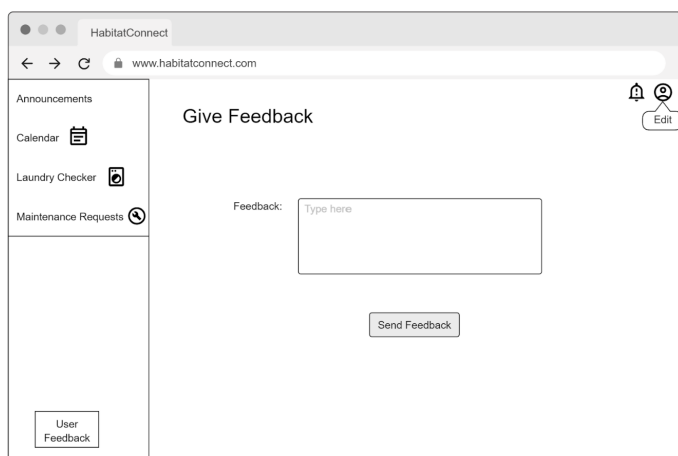 HabitatConnect
www.habitatconnect.com
Announcements
Calendar
Laundry Checker
Maintenance Requests
User
Feedback
Give Feedback
Edit
Feedback:
Type here
Send Feedback